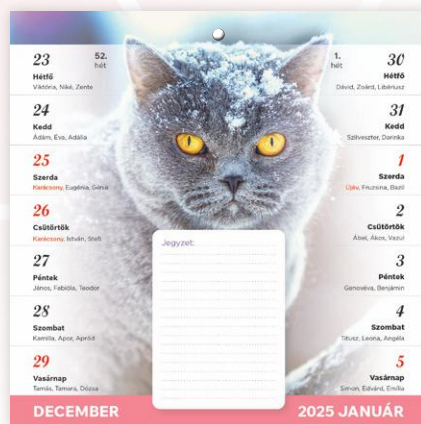 23
52.
hét
Hétfő
Viktória, Niké, Zente
24
Kedd
Ádám, Éva, Adália
25
Szerda
Karácsony, Eugénia, Génia
26
Csütörtök
Karácsony, István, Stefi
27
Péntek
János, Fabióla, Teodor
28
Szombat
Kamilla, Apor, Apród
29
Vasárnap
Tamás, Tamara, Dózsa
DECEMBER
Jegyzet:
1.
hét
30
Hétfő
Dávid, Zoárd, Libériusz
31
Kedd
Szilveszter, Darinka
1
Szerda
Újév, Fruzsina, Bazil
2
Csütörtök
Ábel, Ákos, Vazul
3
Péntek
Genovéva, Benjámin
4
Szombat
Titusz, Leona, Angéla
5
Vasárnap
Simon, Edvárd, Emília
2025 JANUÁR